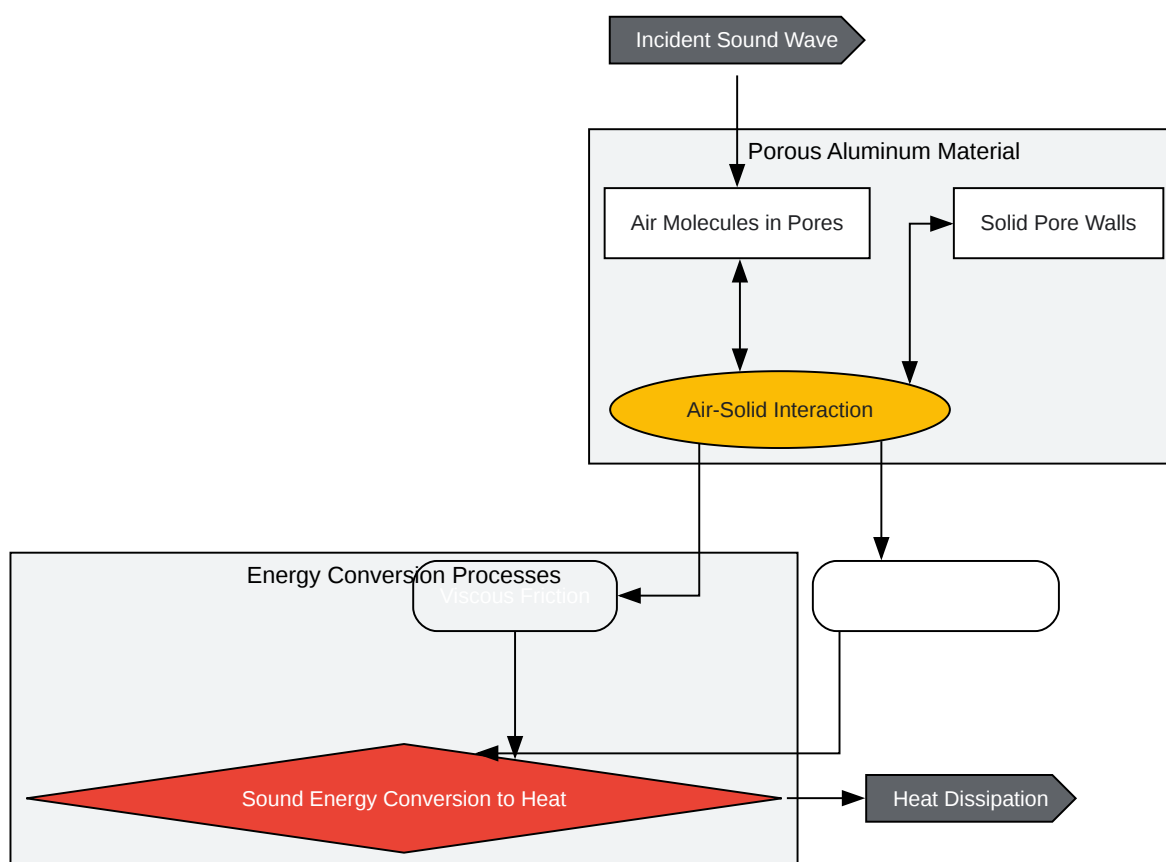 Incident Sound Wave
Porous Aluminum Material
Air Molecules in Pores
Solid Pore Walls
Air-Solid Interaction
Energy Conversion Processes
Viscous Friction
Sound Energy Conversion to Heat
Heat Dissipation